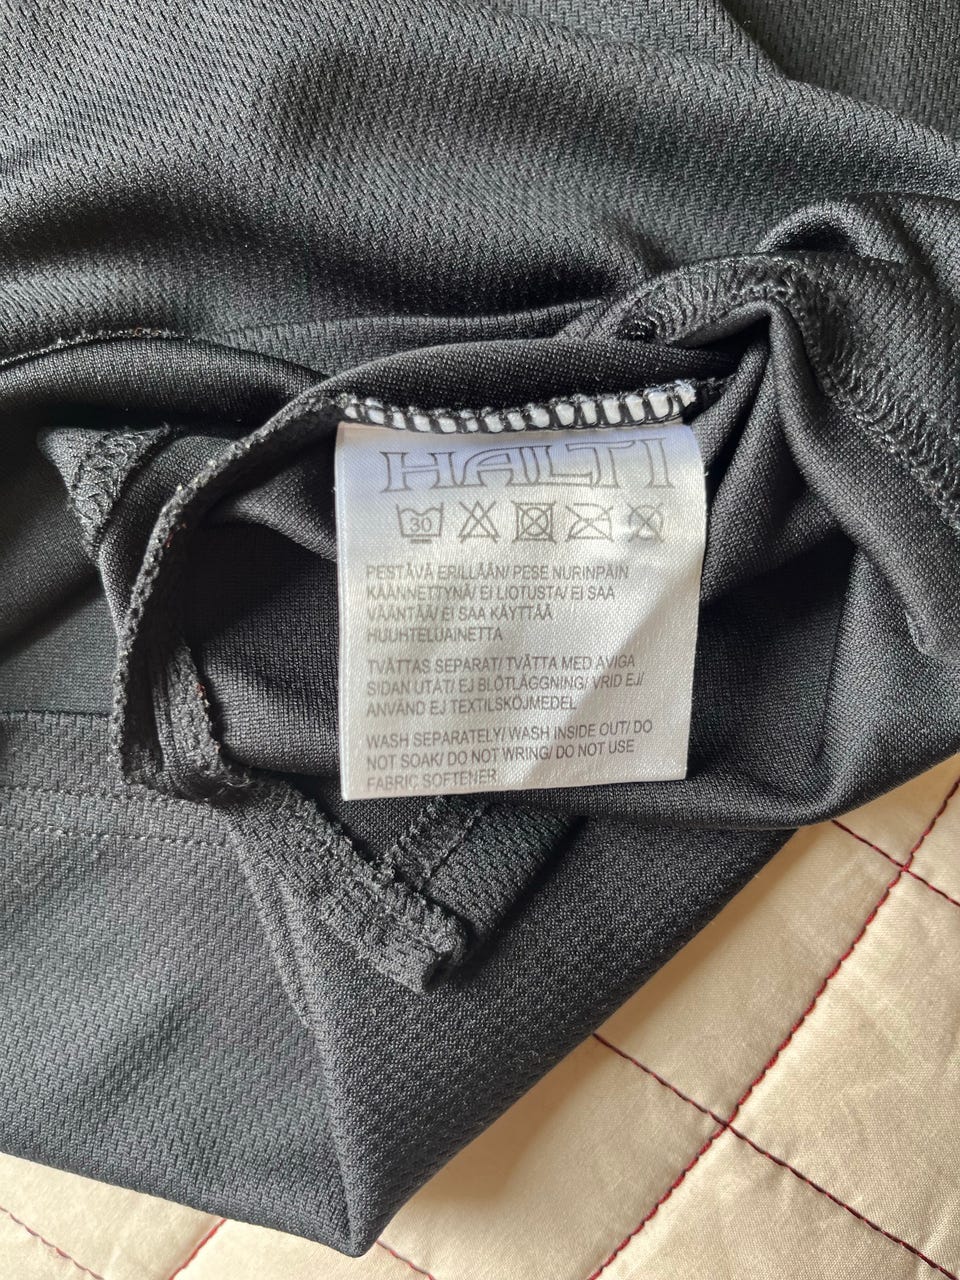 HALTI
30
PESTÄVÄ ERILLÄÄN/ PESE NURINPÄIN
KÄÄNNETTYNÄ/ EI LIOTUSTA/ EI SAA
VÄÄNTÄÄ/ EI SAA KÄYTTÄÄ
HUUHTELUAINETTA
TVÄTTAS SEPARAT/ TVÄTTA MED AVIGA
SIDAN UTÅT/ EJ BLÖTLÄGGNING/ VRID EJ/
ANVÄND EJ TEXTILSKÖJMEDEL
WASH SEPARATELY/ WASH INSIDE OUT/ DO
NOT SOAK/ DO NOT WRING/ DO NOT USE
FABRIC SOFTENER